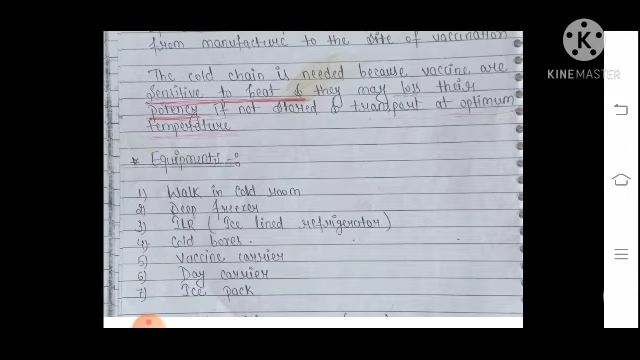 from manufacture to the site of vaccination
The cold chain is needed because vaccine are
sensitive to heat & they may loss their
potency if not stored & transport at optimum
temperature
* Equipments :-
1) Walk in cold room
2) Deep freezer
3) ILR ( Ice lined refrigerator)
4) Cold boxes.
5) Vaccine carrier
6) Day carrier
7) Ice pack
K
KINEMASTER